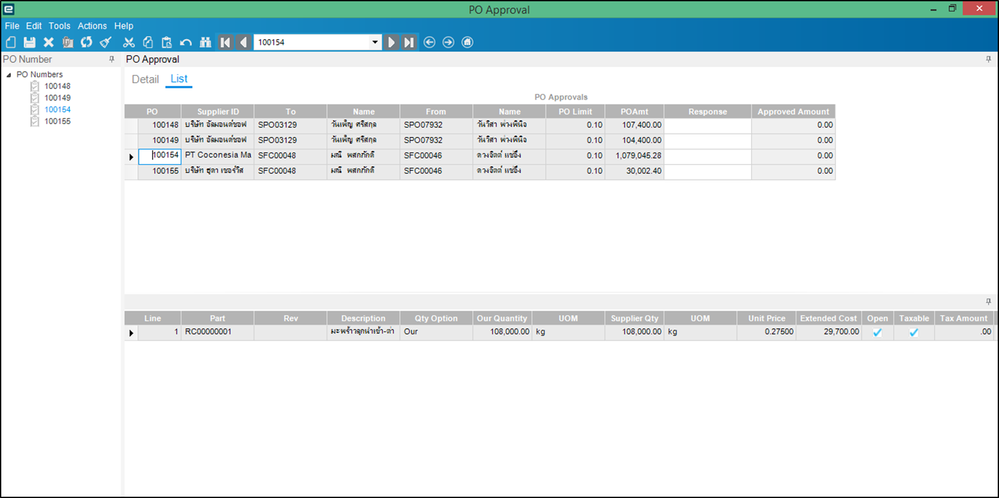 PO Approval
File Edit Tools Actions Help
100154
PO Number
PO Approval
PO Numbers
100148
100149
100154
100155
Detail List
PO Approvals
PO Supplier ID To Name From Name PO Limit POAmt Response Approved Amount
100148 บริษัท อัลมอนด์ซอฟ SPO03129 วันเพ็ญ ศรีสกุล SPO07932 วันวิสา พ่วงพินิจ 0.10 107,400.00 0.00
100149 บริษัท อัลมอนด์ซอฟ SPO03129 วันเพ็ญ ศรีสกุล SPO07932 วันวิสา พ่วงพินิจ 0.10 104,400.00 0.00
100154 PT Coconesia Ma SFC00048 มณี พสกภักดี SFC00046 ดวงจิตต์ แซ่อึ้ง 0.10 1,079,045.28 0.00
100155 บริษัท ฮุดา เซอร์วิส SFC00048 มณี พสกภักดี SFC00046 ดวงจิตต์ แซ่อึ้ง 0.10 30,002.40 0.00
Line Part Rev Description Qty Option Our Quantity UOM Supplier Qty UOM Unit Price Extended Cost Open Taxable Tax Amount
1 RC00000001 มะพร้าวลูกนำเข้า-ดำ Our 108,000.00 kg 108,000.00 kg 0.27500 29,700.00 .00